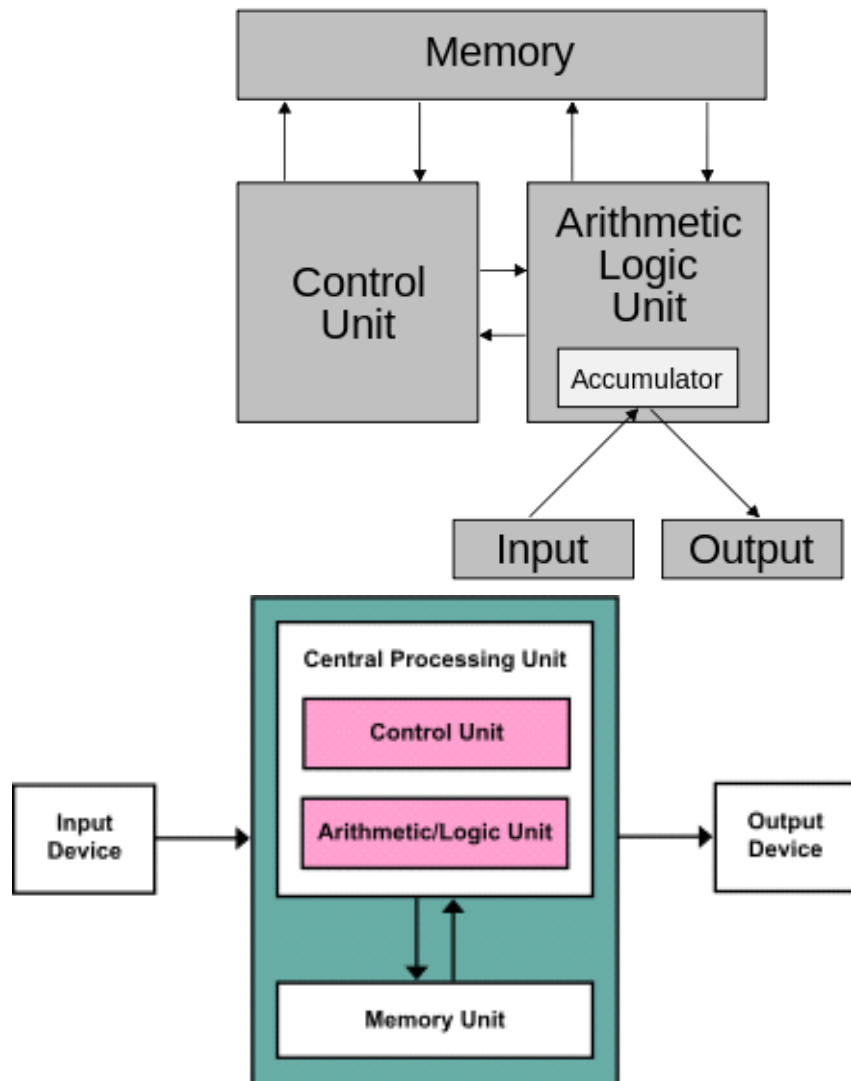 Memory
Control
Unit
Arithmetic
Logic
Unit
Accumulator
Input
Output
Central Processing Unit
Control Unit
Arithmetic/Logic Unit
Input
Device
Output
Device
Memory Unit